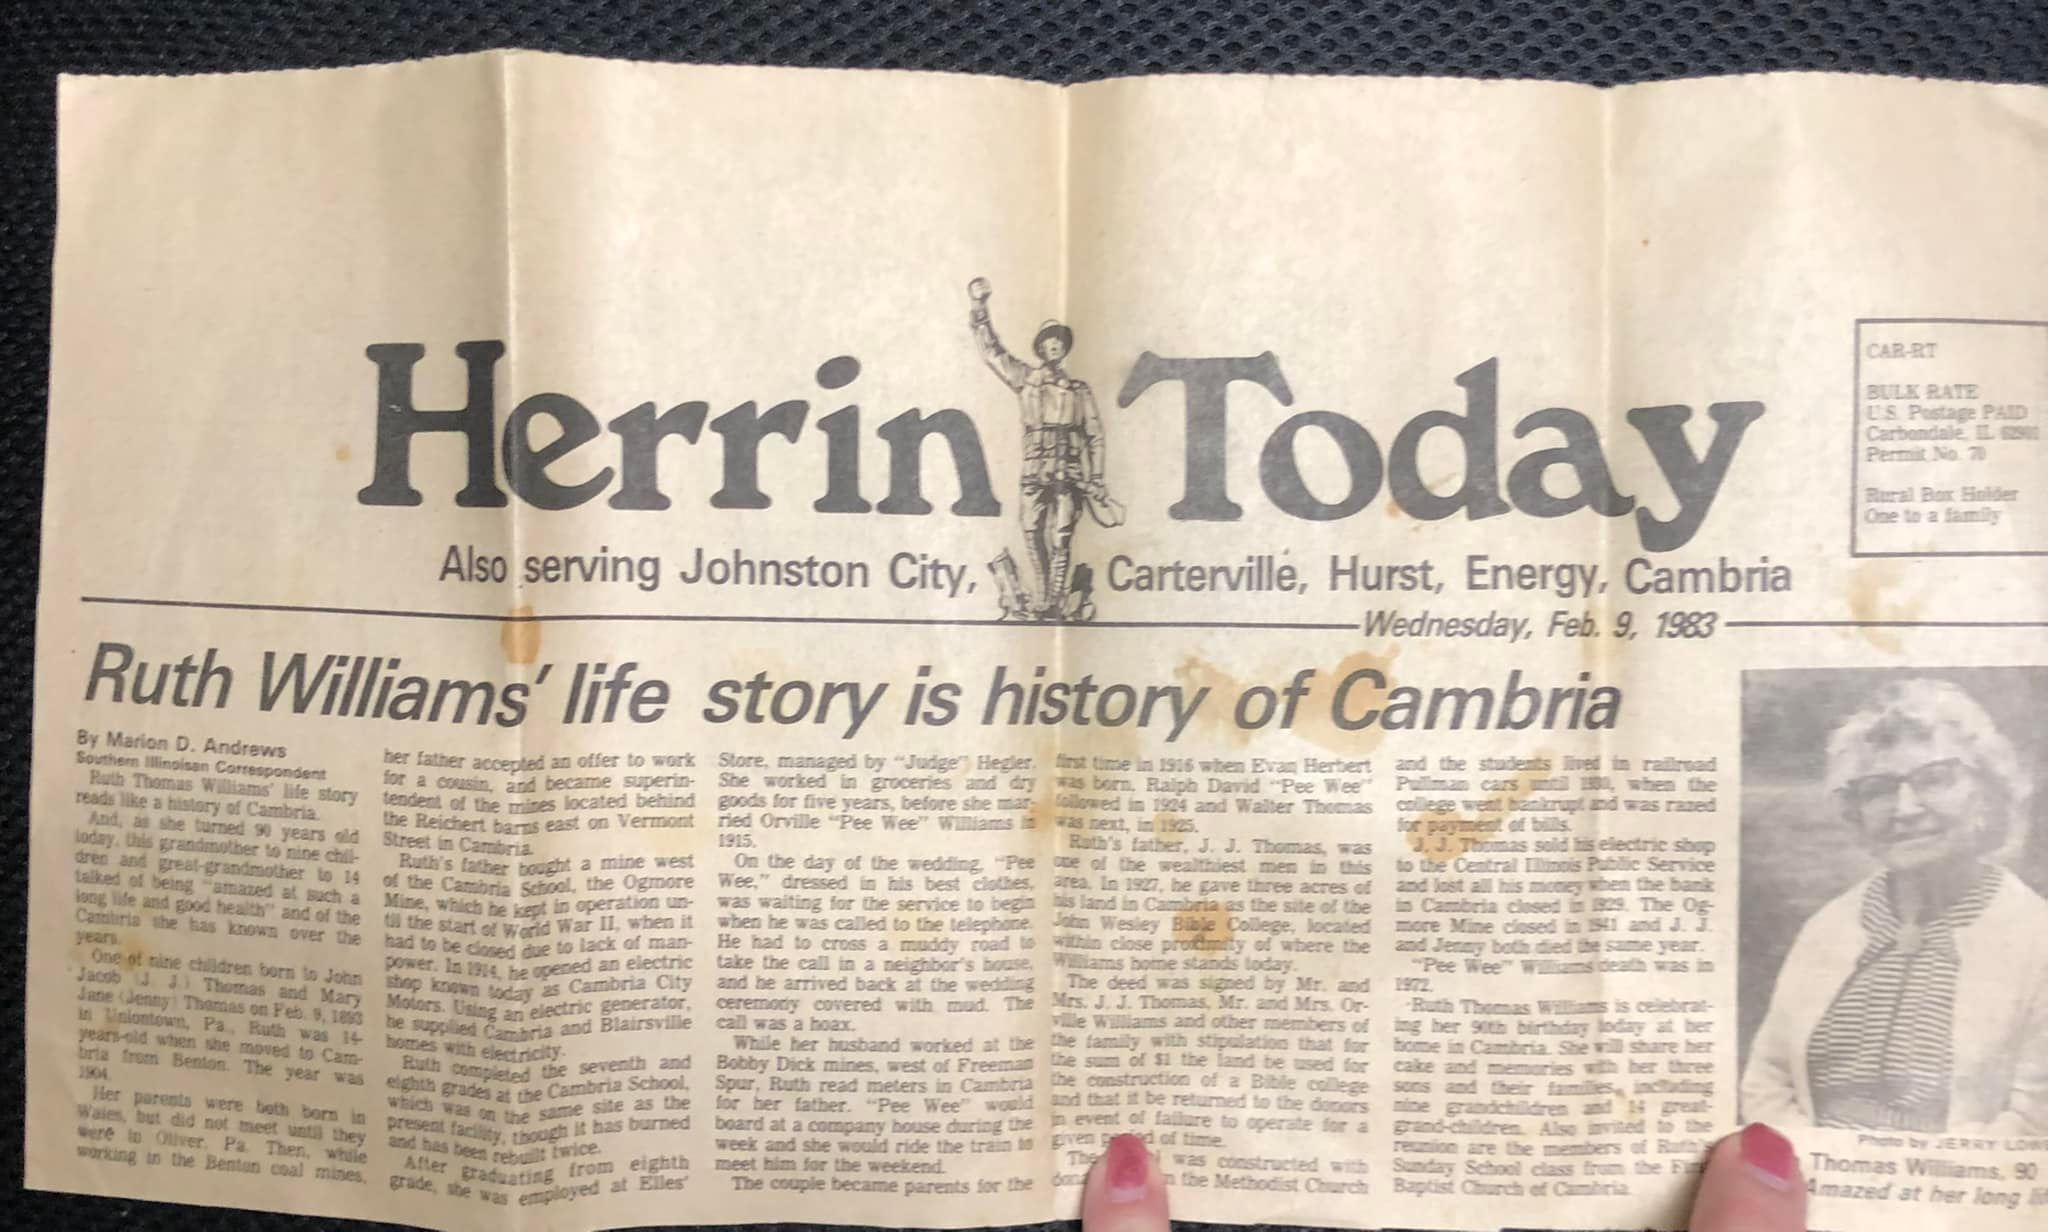 Herrin Today
Also serving Johnston City, Carterville, Hurst, Energy, Cambria
Wednesday, Feb. 9, 1983
CAR-RT
BULK RATE
U.S. Postage PAID
Carbondale, IL
Permit No. 70
Rural Box Holder
One to a family
Ruth Williams' life story is history of Cambria
By Marion D. Andrews
Southern Illinoisan Correspondent
Ruth Thomas Williams' life story
reads like a history of Cambria.
And, as she turned 90 years old
today, this grandmother to nine chil-
dren and great-grandmother to 14
talked of being "amazed at such a
long life and good health" and of the
Cambria she has known over the
years.
One of nine children born to John
Jacob (J. J.) Thomas and Mary
Jane (Jenny) Thomas on Feb. 9, 1893
in Uniontown, Pa., Ruth was 14-
years-old when she moved to Cam-
bria from Benton. The year was
1904.
Her parents were both born in
Wales, but did not meet until they
were in Oliver, Pa. Then, while
working in the Benton coal mines,
her father accepted an offer to work
for a cousin, and became superin-
tendent of the mines located behind
the Reichert barns east on Vermont
Street in Cambria.
Ruth's father bought a mine west
of the Cambria School, the Ogmore
Mine, which he kept in operation un-
til the start of World War II, when it
had to be closed due to lack of man-
power. In 1914, he opened an electric
shop known today as Cambria City
Motors. Using an electric generator,
he supplied Cambria and Blairsville
homes with electricity.
Ruth completed the seventh and
eighth grades at the Cambria School,
which was on the same site as the
present facility, though it has burned
and has been rebuilt twice.
After graduating from eighth
grade, she was employed at Elles'
Store, managed by "Judge" Hegler.
She worked in groceries and dry
goods for five years, before she mar-
ried Orville "Pee Wee" Williams in
1915.
On the day of the wedding, "Pee
Wee," dressed in his best clothes,
was waiting for the service to begin
when he was called to the telephone.
He had to cross a muddy road to
take the call in a neighbor's house,
and he arrived back at the wedding
ceremony covered with mud. The
call was a hoax.
While her husband worked at the
Bobby Dick mines, west of Freeman
Spur, Ruth read meters in Cambria
for her father. "Pee Wee" would
board at a company house during the
week and she would ride the train to
meet him for the weekend.
The couple became parents for the
first time in 1916 when Evan Herbert
was born. Ralph David "Pee Wee"
followed in 1924 and Walter Thomas
was next, in 1925.
Ruth's father, J. J. Thomas, was
one of the wealthiest men in this
area. In 1927, he gave three acres of
his land in Cambria as the site of the
John Wesley Bible College, located
within close proximity of where the
Williams home stands today.
The deed was signed by Mr. and
Mrs. J. J. Thomas, Mr. and Mrs. Or-
ville Williams and other members of
the family with stipulation that for
the sum of $1 the land be used for
the construction of a Bible college
and that it be returned to the donors
in event of failure to operate for a
given of time.
The was constructed with
the Methodist Church
and the students lived in railroad
Pullman cars until 1930, when the
college went bankrupt and was razed
for payment of bills.
J. J. Thomas sold his electric shop
to the Central Illinois Public Service
and lost all his money when the bank
in Cambria closed in 1929. The Og-
more Mine closed in 1941 and J. J.
and Jenny both died the same year.
"Pee Wee" Williams death was in
1972.
Ruth Thomas Williams is celebrat-
ing her 90th birthday today at her
home in Cambria. She will share her
cake and memories with her three
sons and their families, including
nine grandchildren and 14 great-
grand-children. Also invited to the
reunion are the members of Ruth's
Sunday School class from the
Baptist Church of Cambria.
Photo by JERRY
Thomas Williams, 90
Amazed at her long